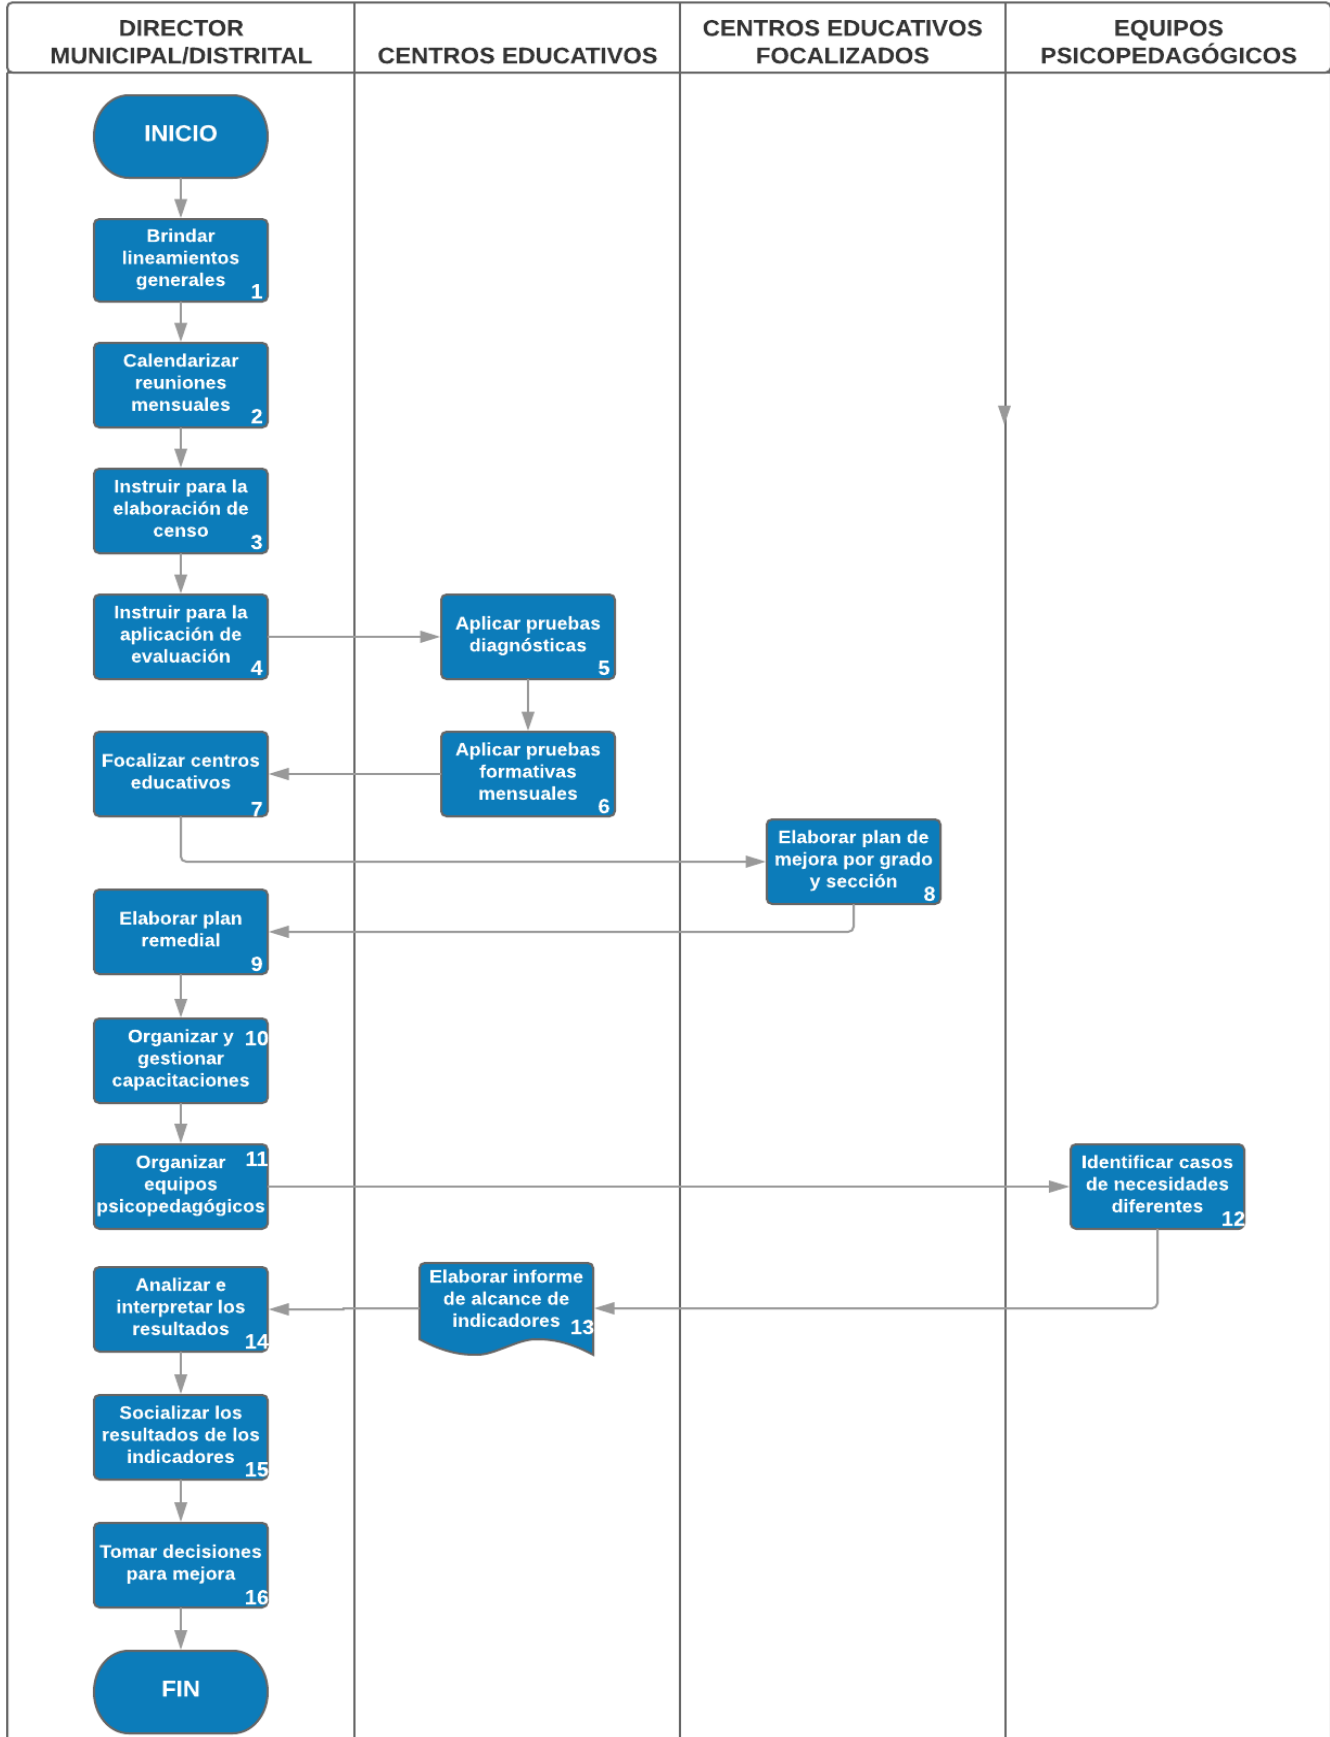 DIRECTOR
MUNICIPAL/DISTRITAL
CENTROS EDUCATIVOS
CENTROS EDUCATIVOS
FOCALIZADOS
EQUIPOS
PSICOPEDAGÓGICOS
INICIO
Brindar
lineamientos
generales
1
Calendarizar
reuniones
mensuales
2
Instruir para la
elaboración de
censo
3
Instruir para la
aplicación de
evaluación
4
Aplicar pruebas
diagnósticas
5
Aplicar pruebas
formativas
mensuales
6
Focalizar centros
educativos
7
Elaborar plan de
mejora por grado
y sección
8
Elaborar plan
remedial
9
Organizar y
gestionar
capacitaciones
10
Organizar
equipos
psicopedagógicos
11
Identificar casos
de necesidades
diferentes
12
Elaborar informe
de alcance de
indicadores
13
Analizar e
interpretar los
resultados
14
Socializar los
resultados de los
indicadores
15
Tomar decisiones
para mejora
16
FIN